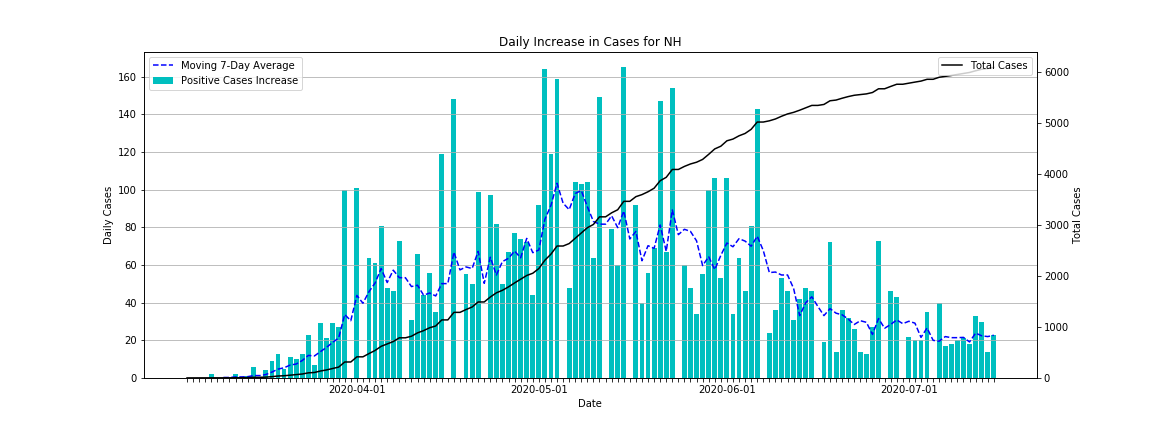 Daily Increase in Cases for NH
Moving 7-Day Average
Positive Cases Increase
Total Cases
160
140
120
100
80
60
40
20
0
Daily Cases
6000
5000
4000
3000
2000
1000
0
Total Cases
2020-04-01
2020-05-01
2020-06-01
2020-07-01
Date